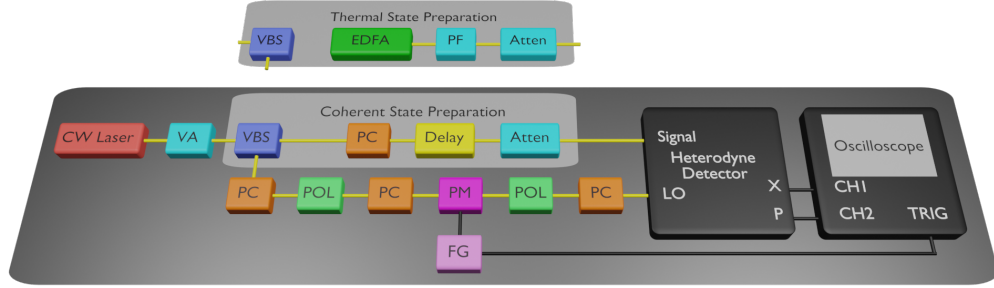 Thermal State Preparation
VBS EDFA PF Atten
Coherent State Preparation
CW Laser VA VBS PC Delay Atten
PC POL PC PM POL PC
FG
Signal
Heterodyne
Detector
LO
X
P
Oscilloscope
CH1
CH2 TRIG